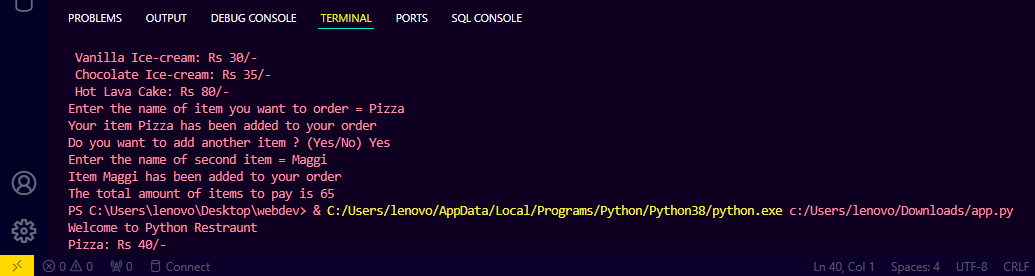 PROBLEMS OUTPUT DEBUG CONSOLE TERMINAL PORTS SQL CONSOLE
Vanilla Ice-cream: Rs 30/-
Chocolate Ice-cream: Rs 35/-
Hot Lava Cake: Rs 80/-
Enter the name of item you want to order = Pizza
Your item Pizza has been added to your order
Do you want to add another item ? (Yes/No) Yes
Enter the name of second item = Maggi
Item Maggi has been added to your order
The total amount of items to pay is 65
PS C:\Users\lenovo\Desktop\webdev> & C:/Users/lenovo/AppData/Local/Programs/Python/Python38/python.exe c:/Users/lenovo/Downloads/app.py
Welcome to Python Restraunt
Pizza: Rs 40/-
0 0 0 Connect Ln 40, Col 1 Spaces: 4 UTF-8 CRLF